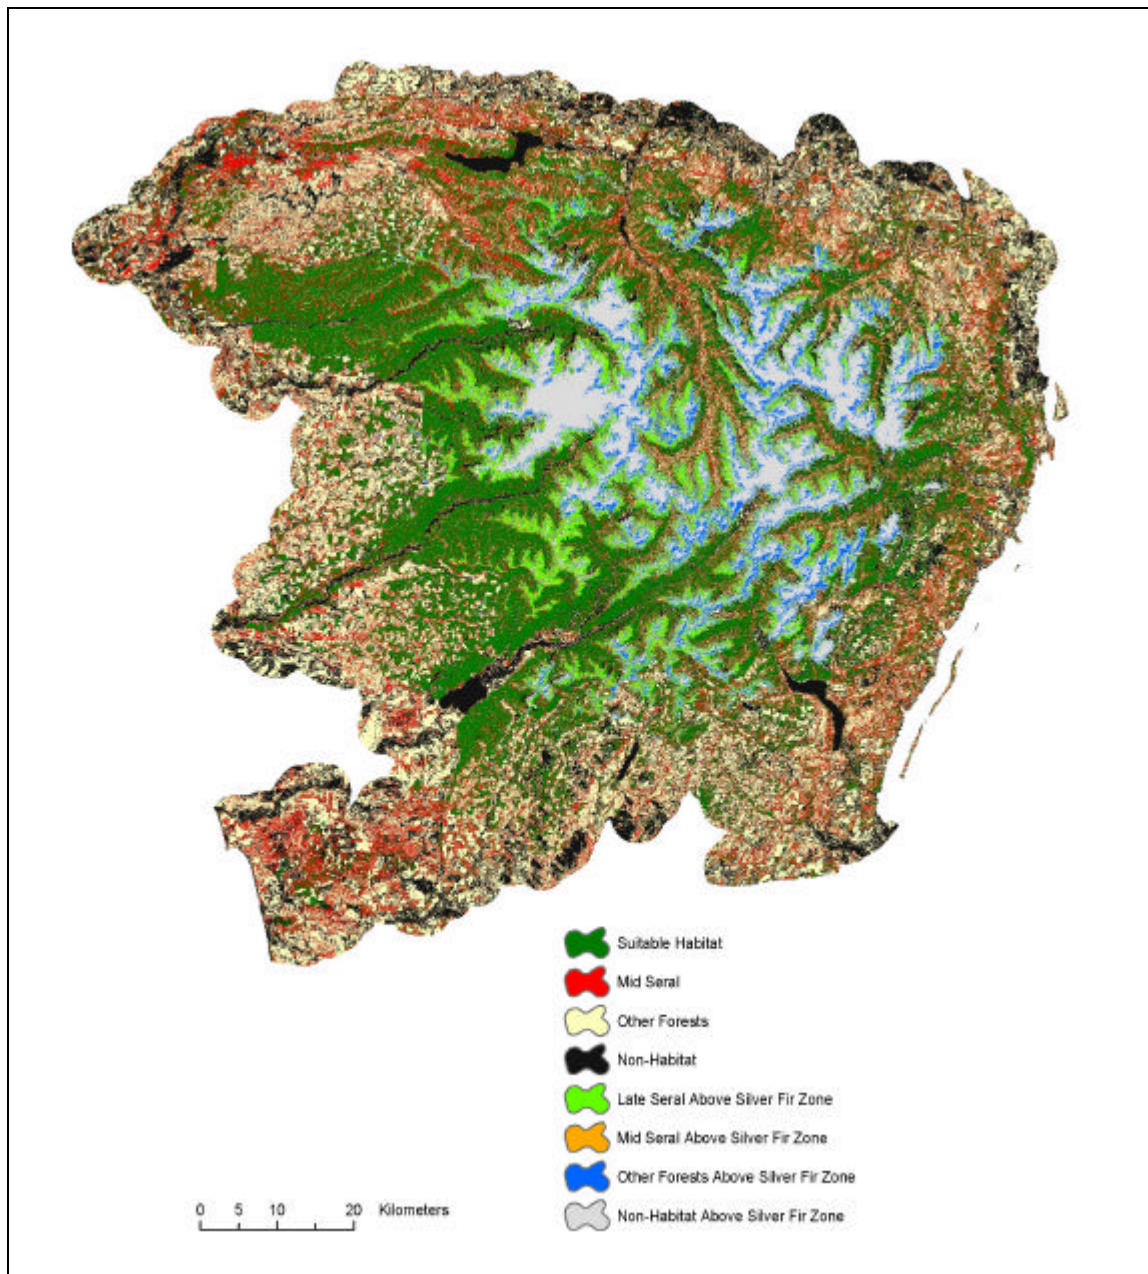 Suitable Habitat
Mid Seral
Other Forests
Non-Habitat
Late Seral Above Silver Fir Zone
Mid Seral Above Silver Fir Zone
Other Forests Above Silver Fir Zone
Non-Habitat Above Silver Fir Zone
0 5 10 20 Kilometers